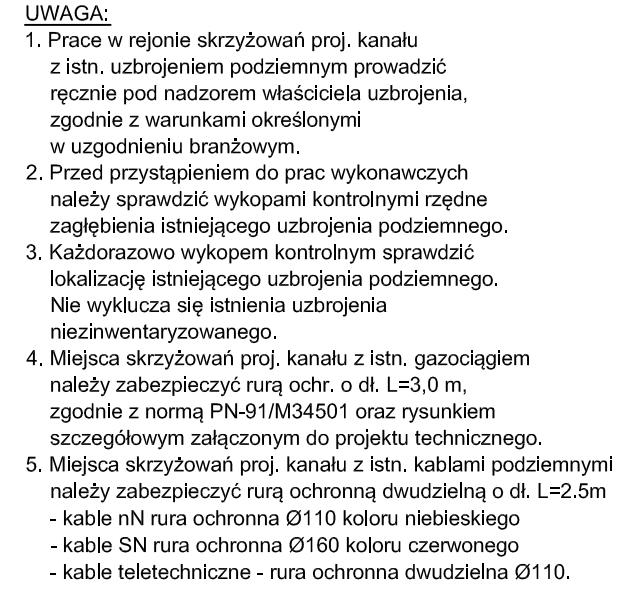 UWAGA:
1. Prace w rejonie skrzyżowań proj. kanału
z istn. uzbrojeniem podziemnym prowadzić
ręcznie pod nadzorem właściciela uzbrojenia,
zgodnie z warunkami określonymi
w uzgodnieniu branżowym.
2. Przed przystąpieniem do prac wykonawczych
należy sprawdzić wykopami kontrolnymi rzędne
zagłębienia istniejącego uzbrojenia podziemnego.
3. Każdorazowo wykopem kontrolnym sprawdzić
lokalizację istniejącego uzbrojenia podziemnego.
Nie wyklucza się istnienia uzbrojenia
niezinwentaryzowanego.
4. Miejsca skrzyżowań proj. kanału z istn. gazociągiem
należy zabezpieczyć rurą ochr. o dł. L=3,0 m,
zgodnie z normą PN-91/M34501 oraz rysunkiem
szczegółowym załączonym do projektu technicznego.
5. Miejsca skrzyżowań proj. kanału z istn. kablami podziemnymi
należy zabezpieczyć rurą ochronną dwudzielną o dł. L=2.5m
- kable nN rura ochronna Ø110 koloru niebieskiego
- kable SN rura ochronna Ø160 koloru czerwonego
- kable teletechniczne - rura ochronna dwudzielna Ø110.